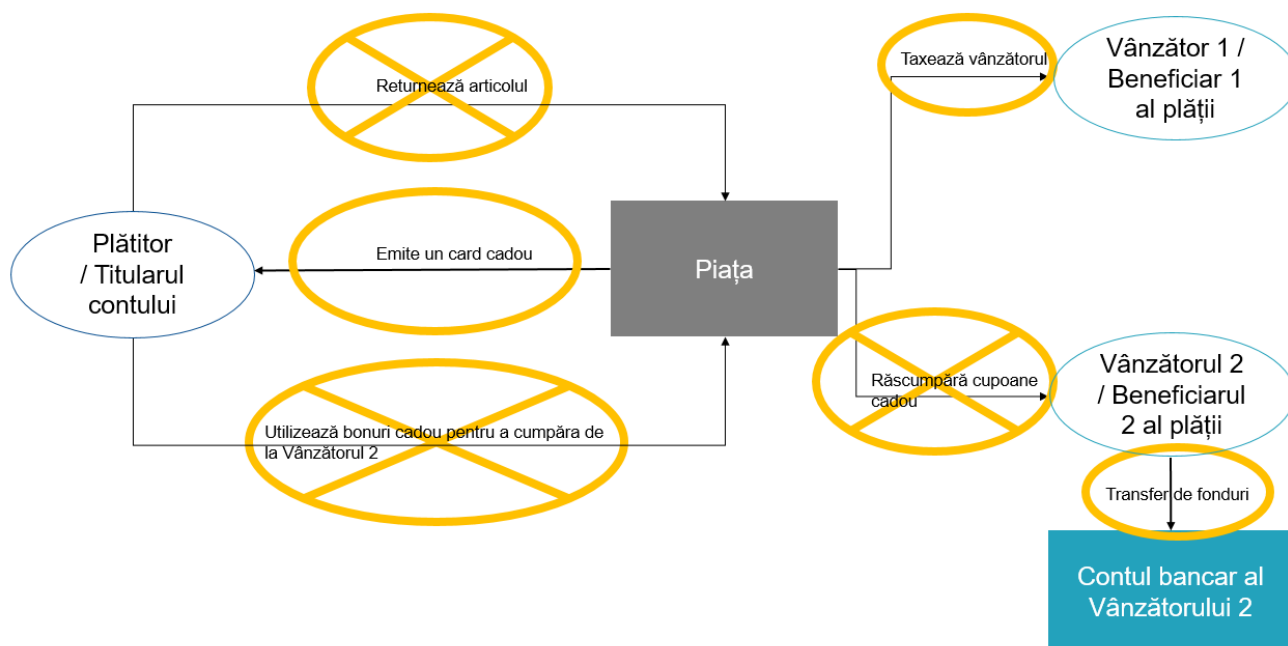 Returnează articolul
Taxează vânzătorul
Vânzător 1 /
Beneficiar 1
al plății
Plătitor
/ Titularul
contului
Emite un card cadou
Piața
Răscumpără cupoane
cadou
Vânzătorul 2
/ Beneficiarul
2 al plății
Utilizează bonuri cadou pentru a cumpăra de
la Vânzătorul 2
Transfer de fonduri
Contul bancar al
Vânzătorului 2